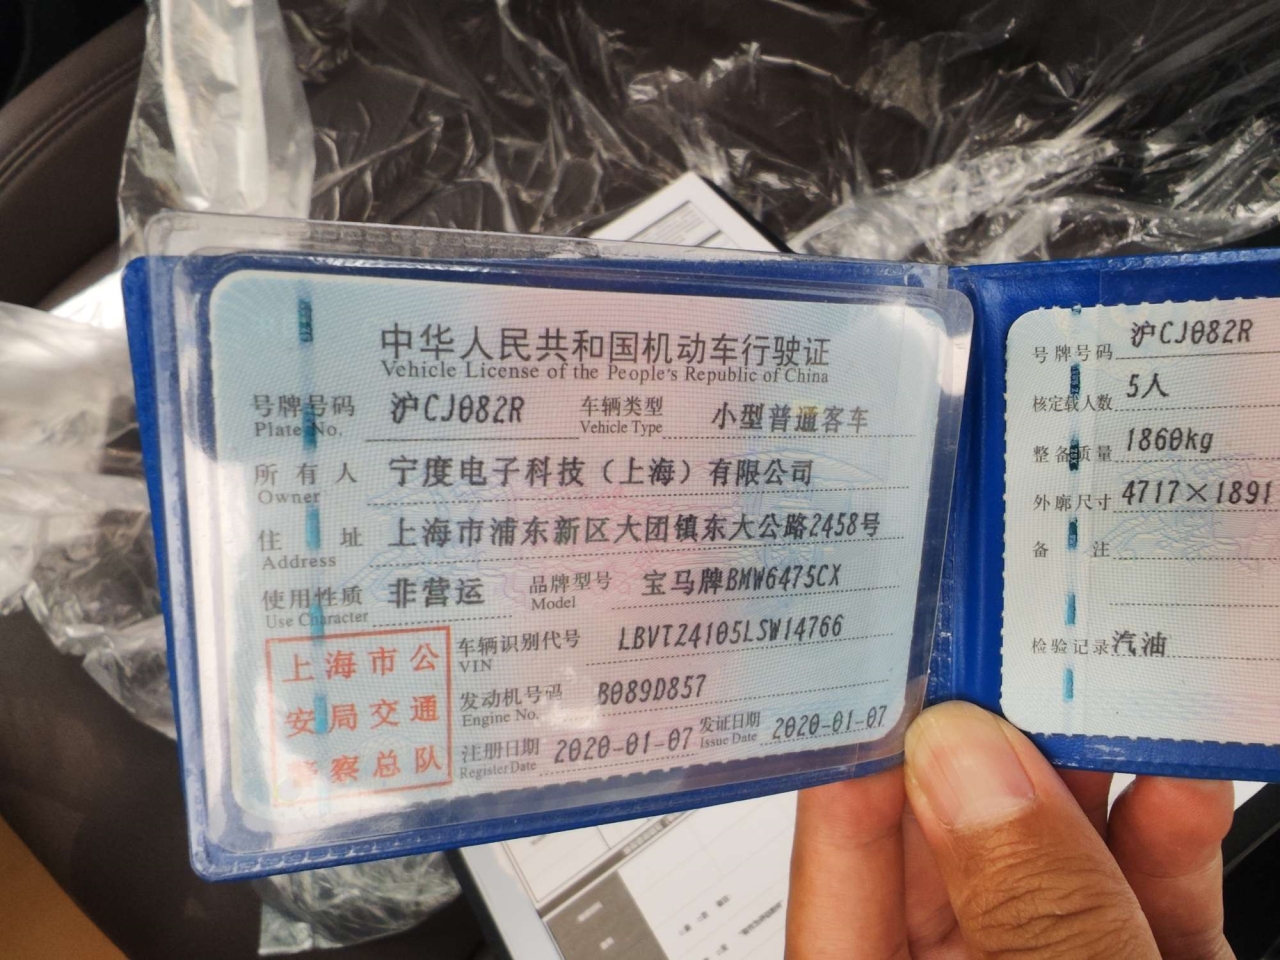 中华人民共和国机动车行驶证
Vehicle License of the People's Republic of China
号牌号码 沪CJ082R 车辆类型 小型普通客车
Plate No. Vehicle Type
所有人 宁度电子科技（上海）有限公司
Owner
住址 上海市浦东新区大团镇东大公路2458号
Address
使用性质 非营运 品牌型号 宝马牌BMW6475CX
Use Character Model
车辆识别代号 LBVTZ4105LSW14766
VIN
发动机号码 B089D857
Engine No.
注册日期 2020-01-07 发证日期 2020-01-07
Register Date Issue Date
上海市公
安局交通
警察总队
号牌号码 沪CJ082R
核定载人数 5人
整备质量 1860kg
外廓尺寸 4717×1891
备注
检验记录 汽油